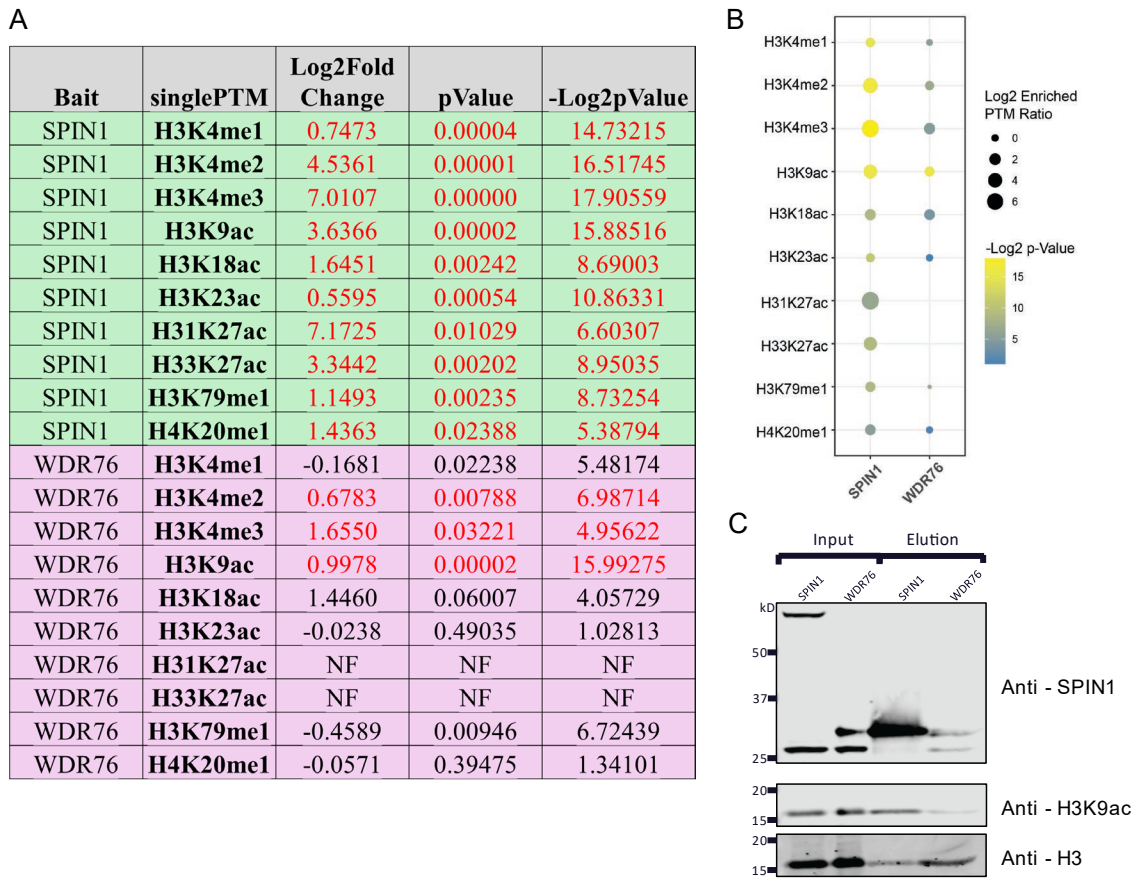 A
Bait singlePTM Log2Fold Change pValue -Log2pValue
SPIN1 H3K4me1 0.7473 0.00004 14.73215
SPIN1 H3K4me2 4.5361 0.00001 16.51745
SPIN1 H3K4me3 7.0107 0.00000 17.90559
SPIN1 H3K9ac 3.6366 0.00002 15.88516
SPIN1 H3K18ac 1.6451 0.00242 8.69003
SPIN1 H3K23ac 0.5595 0.00054 10.86331
SPIN1 H31K27ac 7.1725 0.01029 6.60307
SPIN1 H33K27ac 3.3442 0.00202 8.95035
SPIN1 H3K79me1 1.1493 0.00235 8.73254
SPIN1 H4K20me1 1.4363 0.02388 5.38794
WDR76 H3K4me1 -0.1681 0.02238 5.48174
WDR76 H3K4me2 0.6783 0.00788 6.98714
WDR76 H3K4me3 1.6550 0.03221 4.95622
WDR76 H3K9ac 0.9978 0.00002 15.99275
WDR76 H3K18ac 1.4460 0.06007 4.05729
WDR76 H3K23ac -0.0238 0.49035 1.02813
WDR76 H31K27ac NF NF NF
WDR76 H33K27ac NF NF NF
WDR76 H3K79me1 -0.4589 0.00946 6.72439
WDR76 H4K20me1 -0.0571 0.39475 1.34101
B
H3K4me1
H3K4me2
H3K4me3
H3K9ac
H3K18ac
H3K23ac
H31K27ac
H33K27ac
H3K79me1
H4K20me1
SPIN1 WDR76
Log2 Enriched
PTM Ratio
0
2
4
6
-Log2 p-Value
15
10
5
C
Input Elution
SPIN1 WDR76 SPIN1 WDR76
kD
50
37
25
Anti - SPIN1
20
15
Anti - H3K9ac
20
15
Anti - H3